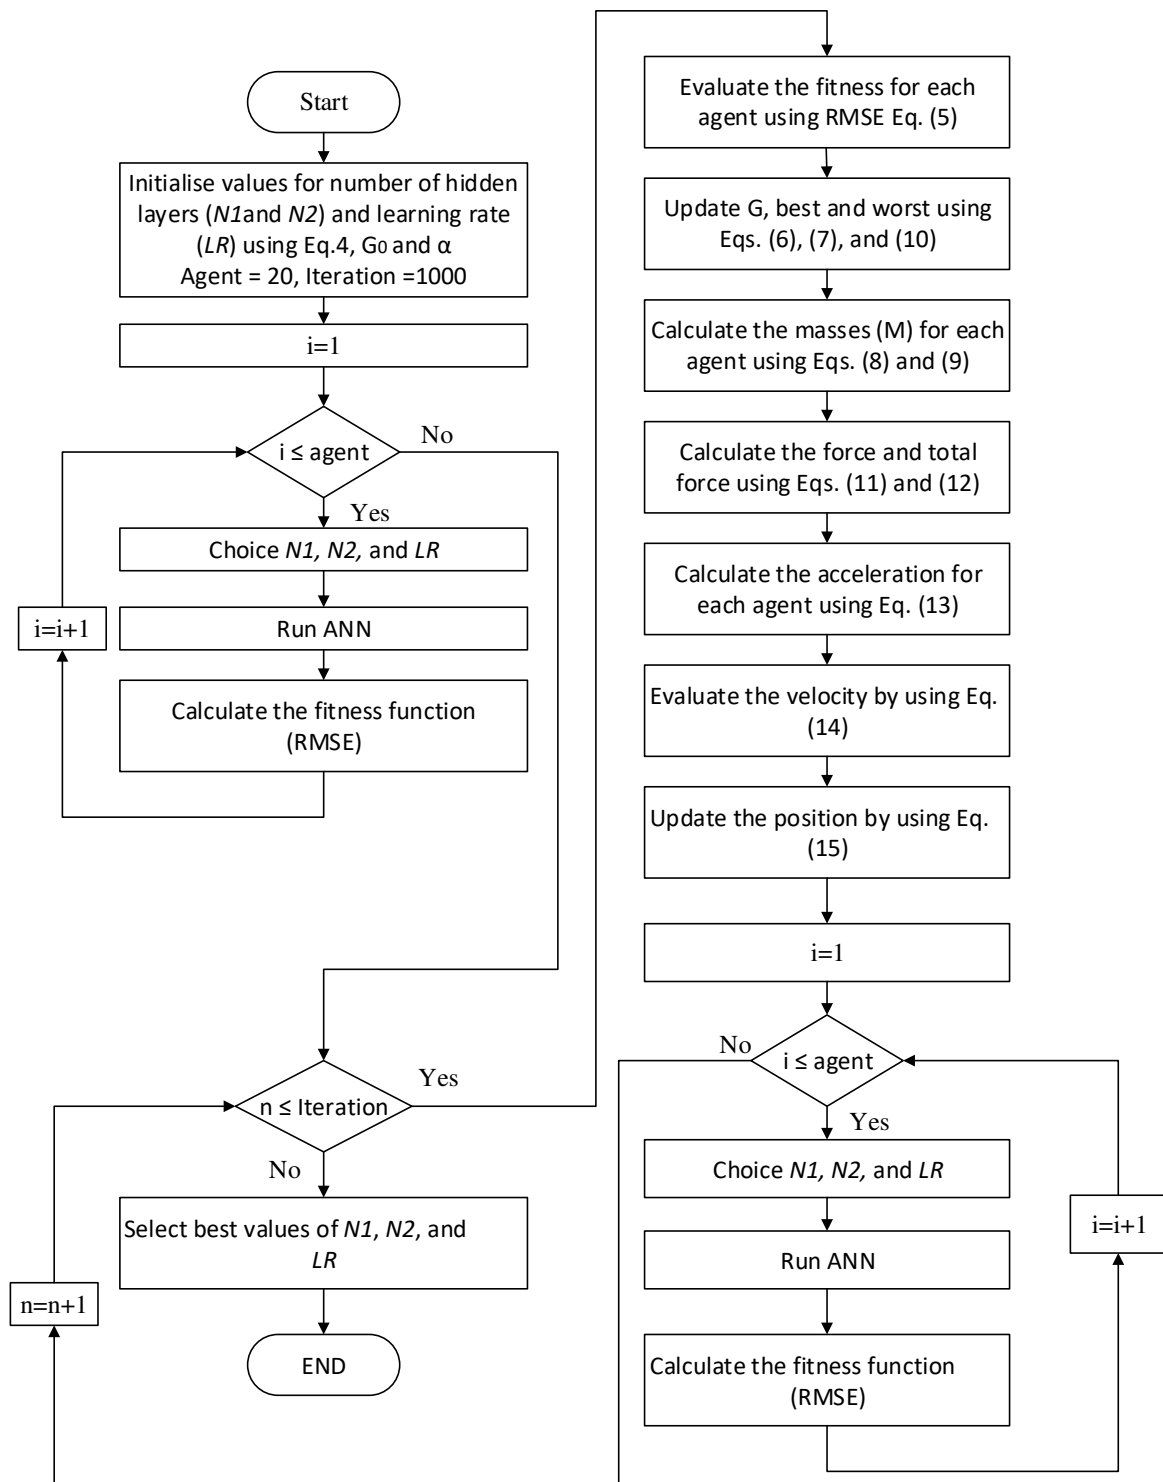 Start
Initialise values for number of hidden
layers (N1and N2) and learning rate
(LR) using Eq.4, G0 and α
Agent = 20, Iteration =1000
i=1
i ≤ agent
No
Yes
Choice N1, N2, and LR
i=i+1
Run ANN
Calculate the fitness function
(RMSE)
n ≤ Iteration
Yes
No
Select best values of N1, N2, and
LR
n=n+1
END
Evaluate the fitness for each
agent using RMSE Eq. (5)
Update G, best and worst using
Eqs. (6), (7), and (10)
Calculate the masses (M) for each
agent using Eqs. (8) and (9)
Calculate the force and total
force using Eqs. (11) and (12)
Calculate the acceleration for
each agent using Eq. (13)
Evaluate the velocity by using Eq.
(14)
Update the position by using Eq.
(15)
i=1
No
i ≤ agent
Yes
Choice N1, N2, and LR
i=i+1
Run ANN
Calculate the fitness function
(RMSE)